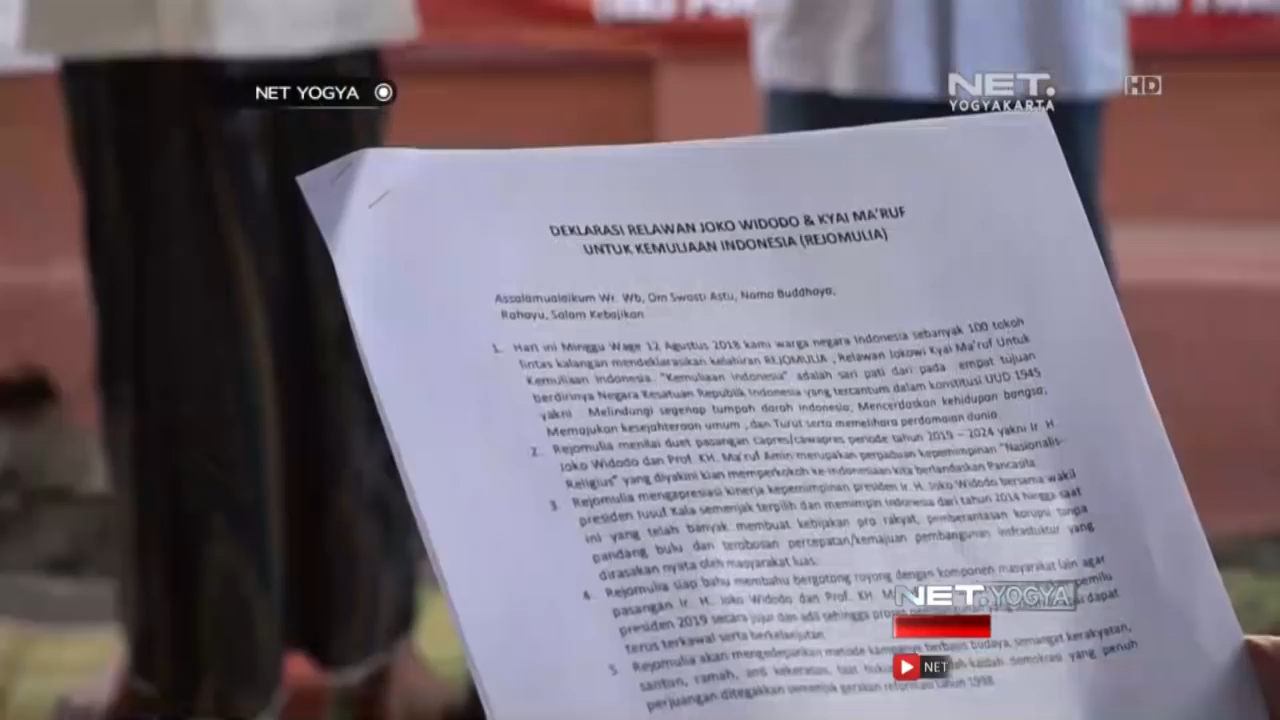 NET YOGYA
NET.
YOGYAKARTA
HD
DEKLARASI RELAWAN JOKO WIDODO & KYAI MA'RUF
UNTUK KEMULIAAN INDONESIA (REJOMULIA)
Assalamualaikum Wr. Wb, Om Swasti Astu, Namo Buddhaya,
Rahayu, Salam Kebajikan
1. Hari ini Minggu Wage 12 Agustus 2018 kami warga negara Indonesia sebanyak 100 tokoh
lintas kalangan mendeklarasikan kelahiran REJOMULIA , Relawan Jokowi Kyai Ma'ruf Untuk
Kemuliaan Indonesia. "Kemuliaan Indonesia" adalah sari pati dari pada empat tujuan
berdirinya Negara Kesatuan Republik Indonesia yang tercantum dalam konstitusi UUD 1945
yakni Melindungi segenap tumpah darah Indonesia, Mencerdaskan kehidupan bangsa,
Memajukan kesejahteraan umum , dan Turut serta memelihara perdamaian dunia.
2. Rejomulia menilai duet pasangan capres/cawapres periode tahun 2019 – 2024 yakni Ir. H.
Joko Widodo dan Prof. KH. Ma'ruf Amin merupakan perpaduan kepemimpinan "Nasionalis-
Religius" yang diyakini kian memperkokoh ke-indonesiaan kita berlandaskan Pancasila.
3. Rejomulia mengapresiasi kinerja kepemimpinan presiden Ir. H. Joko Widodo bersama wakil
presiden Jusuf Kala semenjak terpilih dan memimpin Indonesia dari tahun 2014 hingga saat
ini yang telah banyak membuat kebijakan pro rakyat, pemberantasan korupsi tanpa
pandang bulu dan terobosan percepatan/kemajuan pembangunan infrastuktur yang
dirasakan nyata oleh masyarakat luas.
4. Rejomulia siap bahu membahu bergotong royong dengan komponen masyarakat lain agar
pasangan Ir. H. Joko Widodo dan Prof. KH. pemilu
presiden 2019 secara jujur dan adil sehingga proses dapat
terus terkawal serta berkelanjutan
5. Rejomulia akan mengedepankan metode kampanye berbasis budaya, semangat kerakyatan,
santun, ramah, anti kekerasan, demokrasi yang penuh
perjuangan ditegakkan semenjak gerakan reformasi tahun 1998
NET.YOGYA
NET